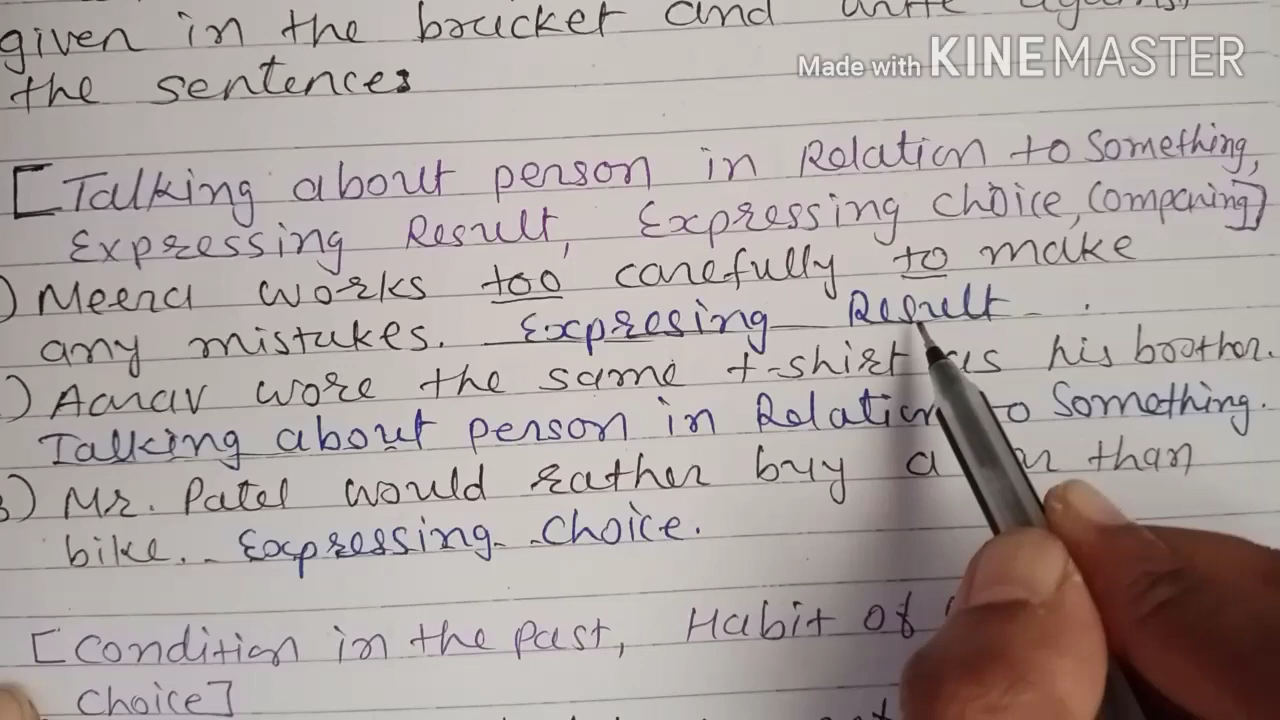 given in the bracket and write against
the sentences
Made with KINEMASTER
[Talking about person in Relation to Something,
Expressing Result, Expressing choice, Comparing]
) Meera works too carefully to make
any mistakes. Expresing Result.
) Aarav wore the same t-shirt as his brother.
Talking about person in Relation to Something.
3) Mr. Patel would rather buy a than
bike. Expressing choice.
[Condition in the past, Habit of
choice]